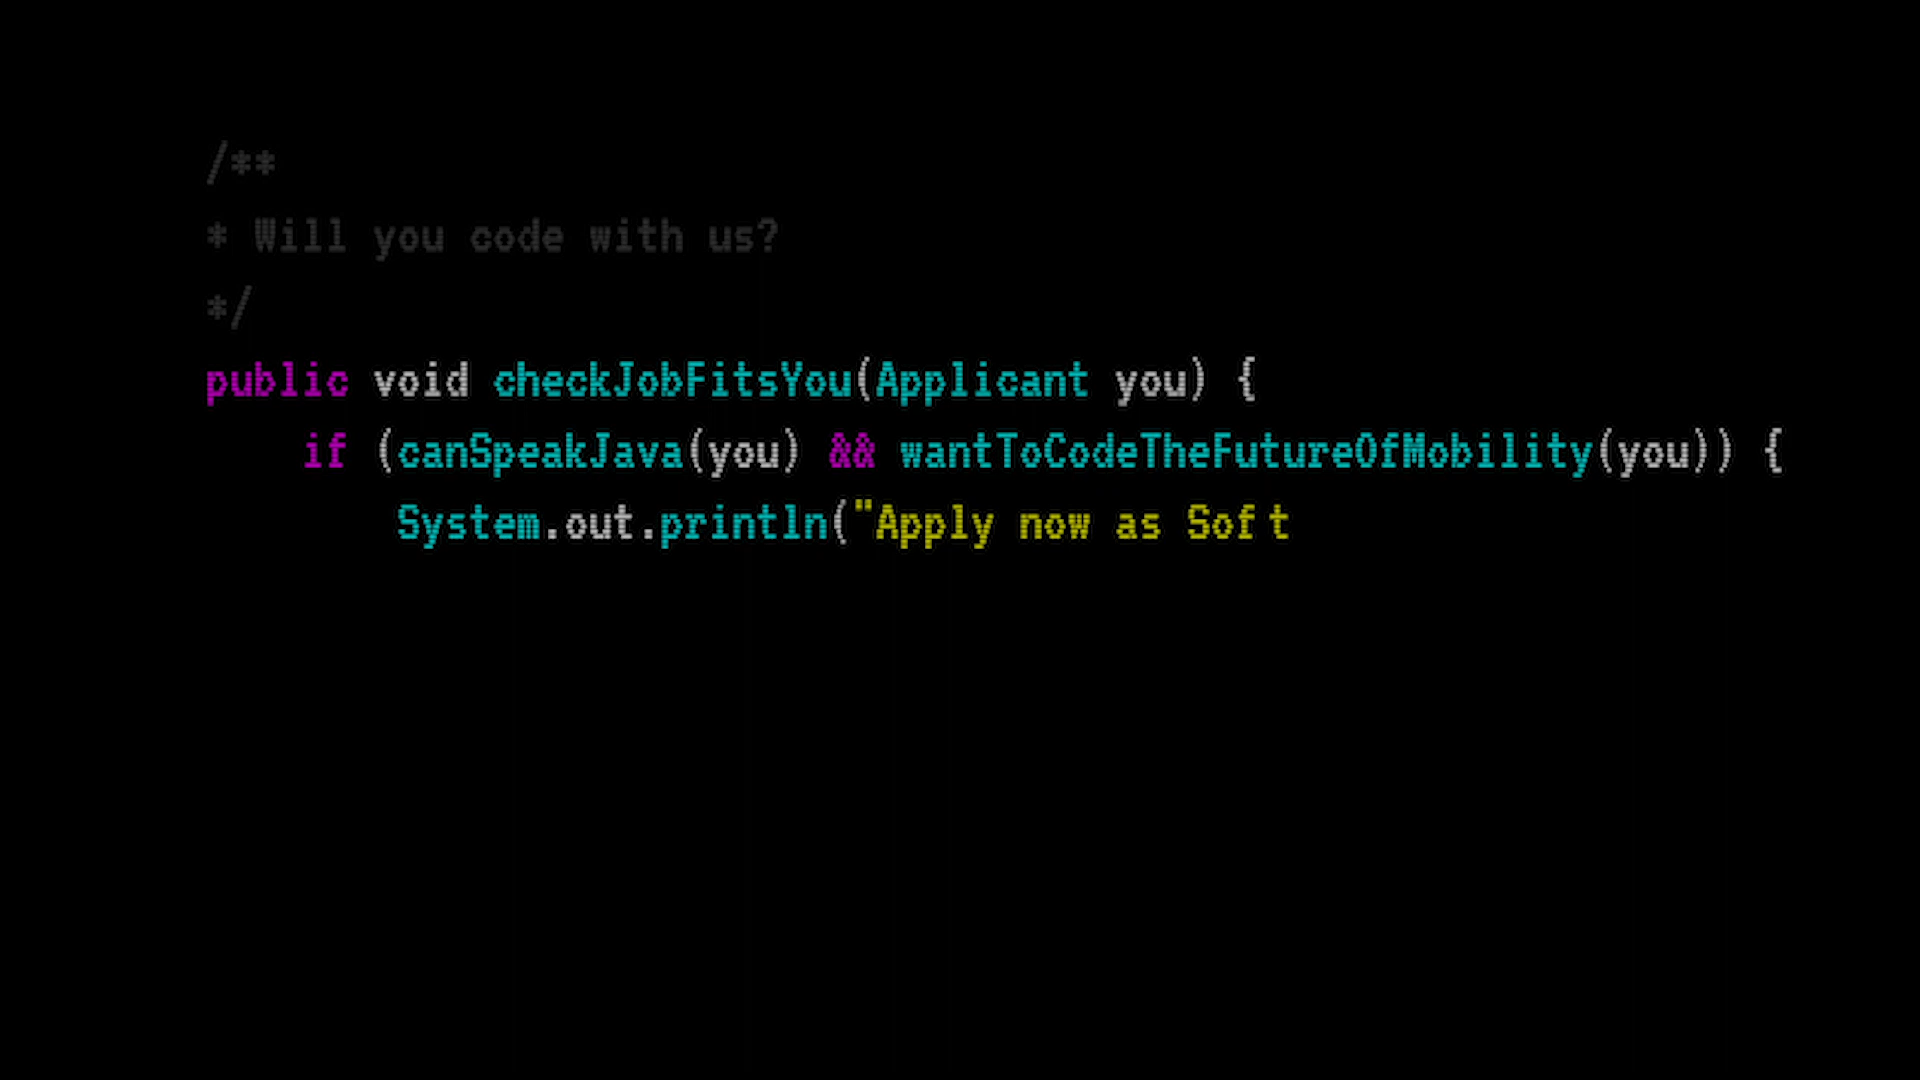 /**
* Will you code with us?
*/
public void checkJobFitsYou(Applicant you) {
if (canSpeakJava(you) && wantToCodeTheFutureOfMobility(you)) {
System.out.println("Apply now as Soft